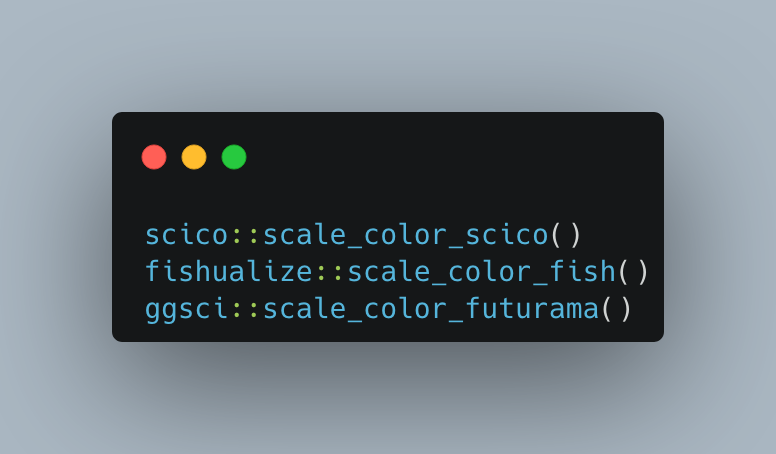 scico::scale_color_scico()
fishualize::scale_color_fish()
ggsci::scale_color_futurama()